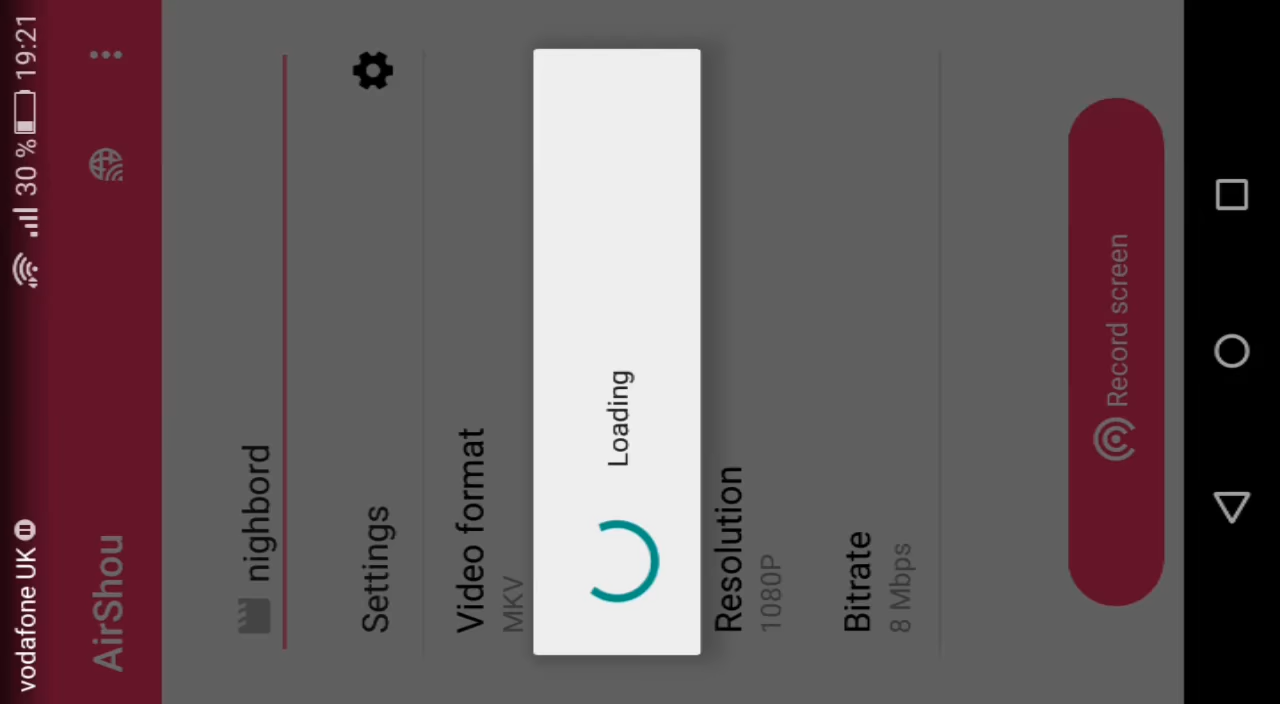 vodafone UK 30 % 19:21
AirShou
nighbord
Settings
Video format
MKV
Loading
Resolution
1080P
Bitrate
8 Mbps
Record screen